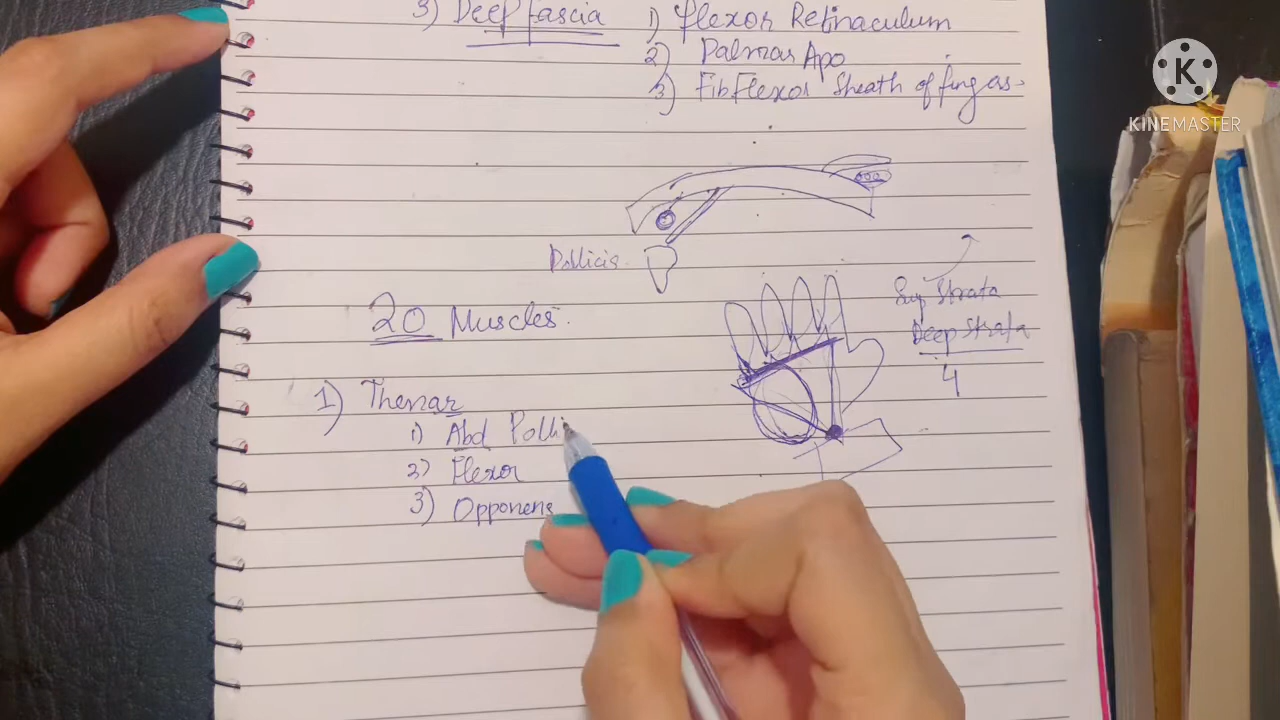 3) Deep fascia 1) flexor Retinaculum
2) Palmar Apo
3) Fib Flexor Sheath of fingers.
KINEMASTER
Pollicis
20 Muscles.
Sup Strata
Deep Strata
4
1) Thenar
1) Abd Polli
2) Flexor
3) Opponens